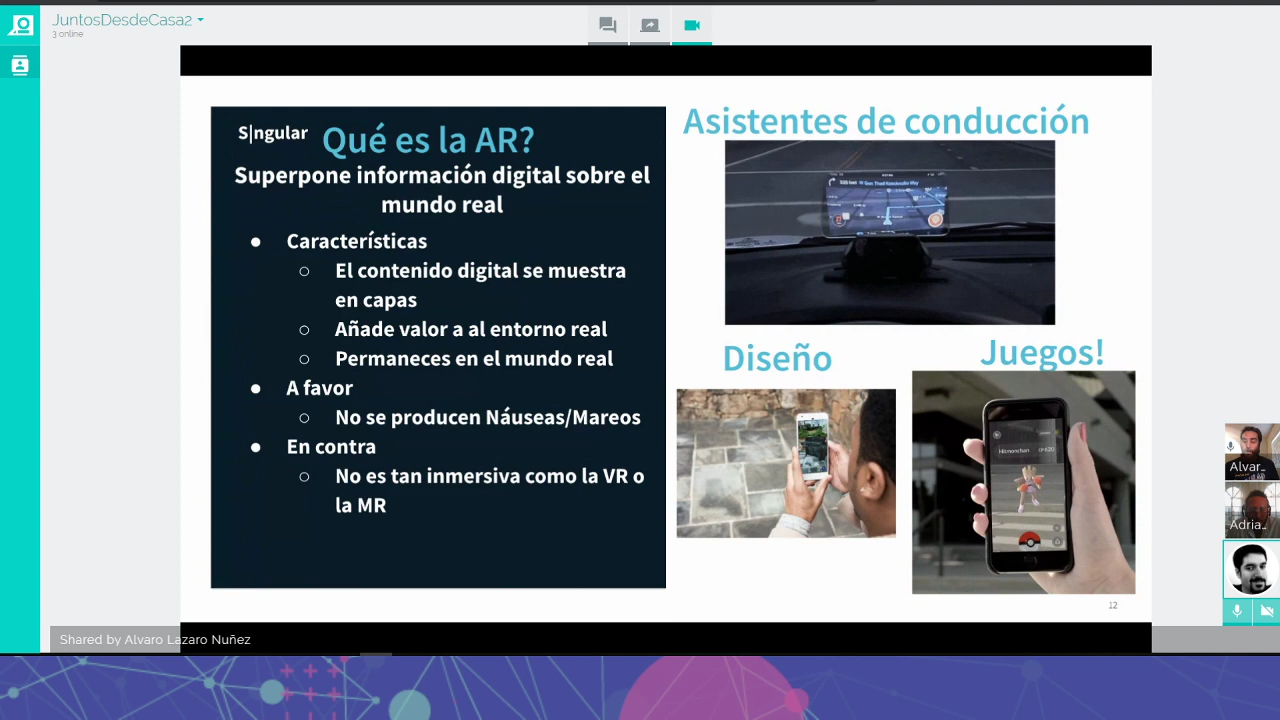 JuntosDesdeCasa2
3 online
S|ngular
Qué es la AR?
Superpone información digital sobre el
mundo real
● Características
○ El contenido digital se muestra
en capas
○ Añade valor a al entorno real
○ Permaneces en el mundo real
● A favor
○ No se producen Náuseas/Mareos
● En contra
○ No es tan inmersiva como la VR o
la MR
Asistentes de conducción
Diseño
Juegos!
Hitmonchan
12
Alvar...
Adria...
Shared by Alvaro Lazaro Nuñez